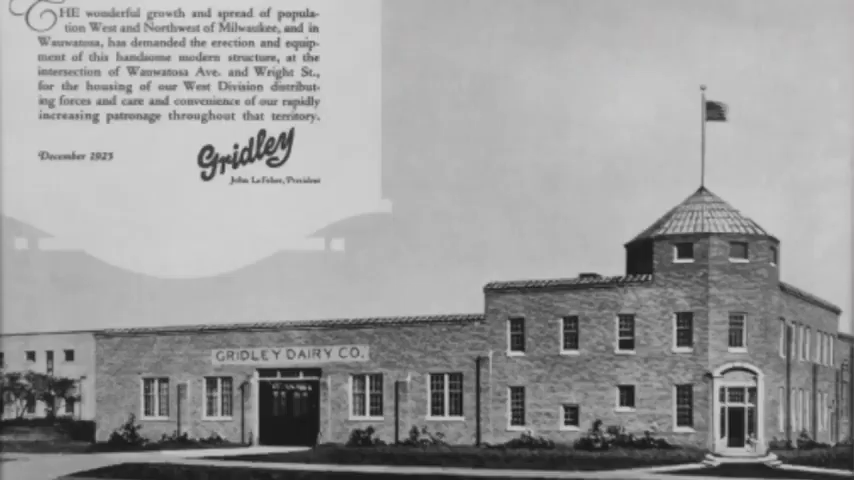 THE wonderful growth and spread of popula-
tion West and Northwest of Milwaukee, and in
Wauwatosa, has demanded the erection and equip-
ment of this handsome modern structure, at the
intersection of Wauwatosa Ave. and Wright St.,
for the housing of our West Division distribut-
ing forces and care and convenience of our rapidly
increasing patronage throughout that territory.
December 1925
Gridley
John LeFeber, President
GRIDLEY DAIRY CO.